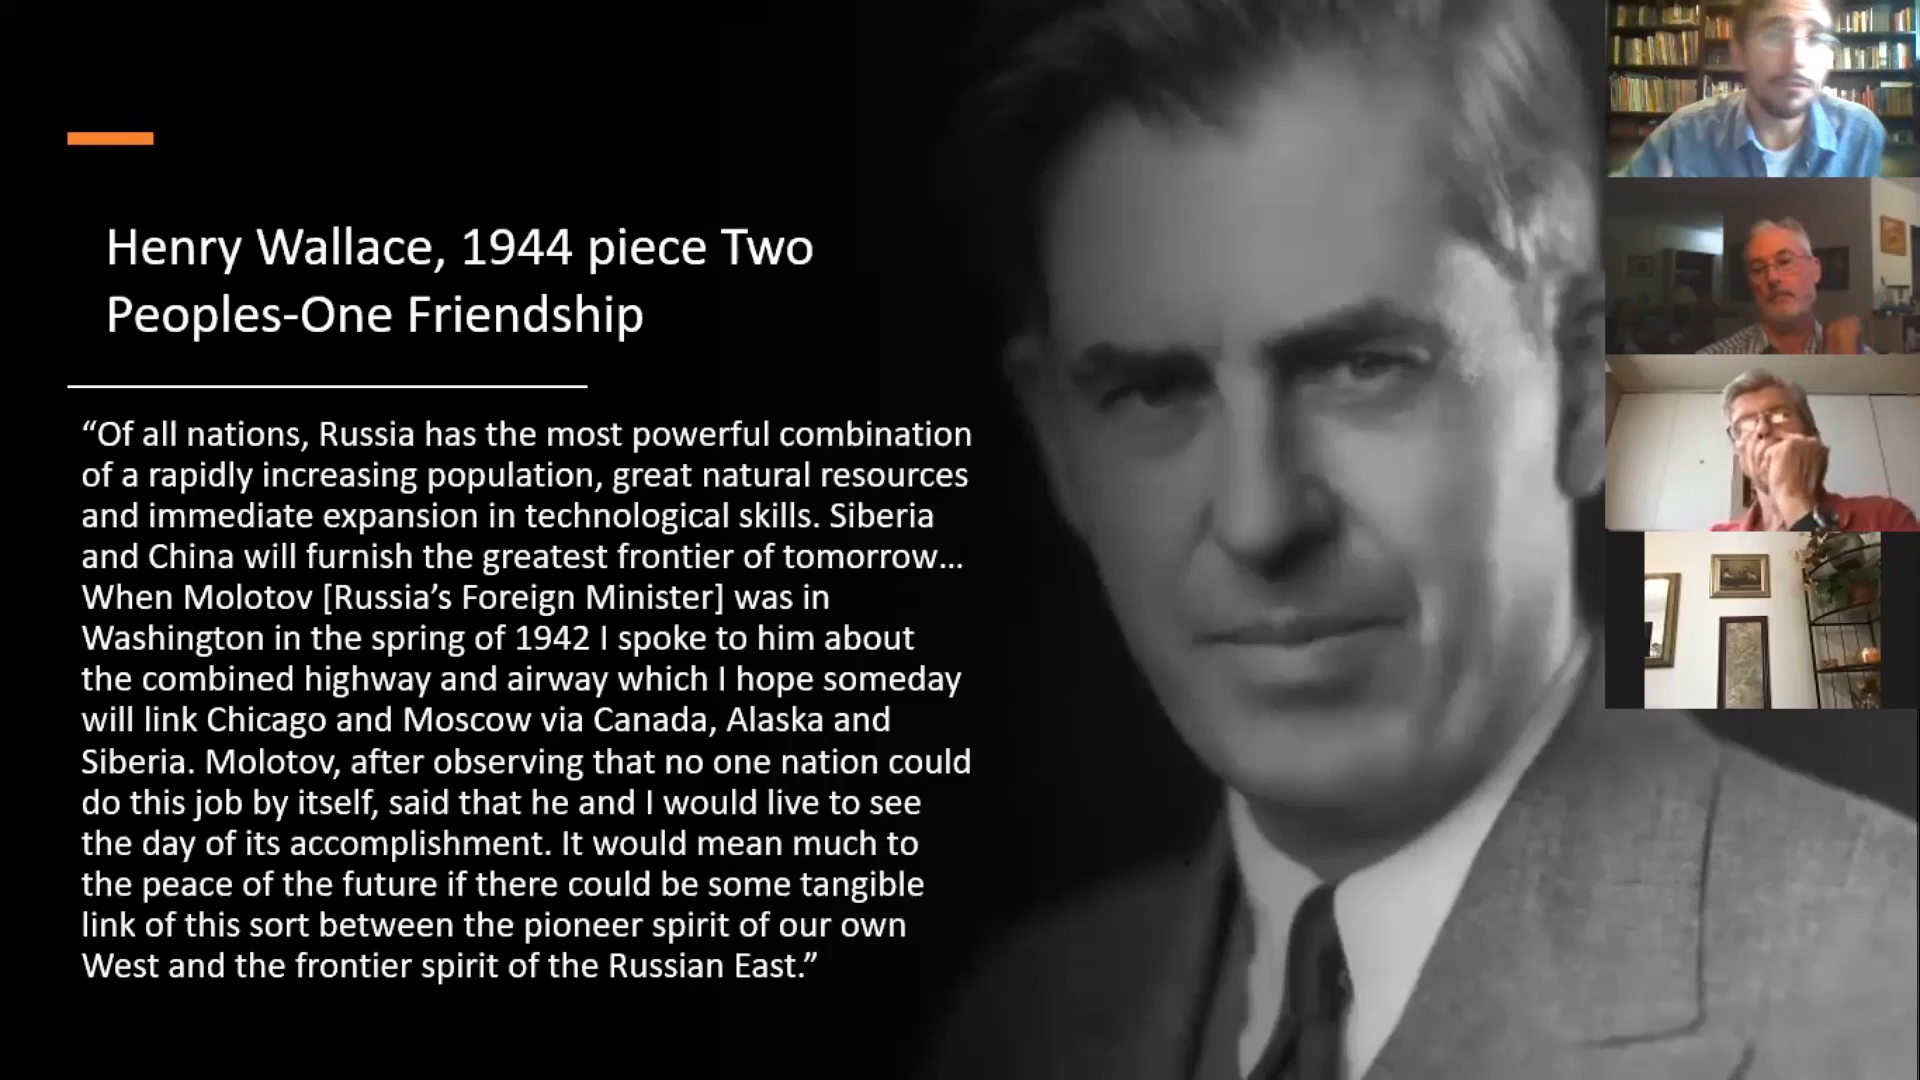 Henry Wallace, 1944 piece Two
Peoples-One Friendship
“Of all nations, Russia has the most powerful combination
of a rapidly increasing population, great natural resources
and immediate expansion in technological skills. Siberia
and China will furnish the greatest frontier of tomorrow…
When Molotov [Russia’s Foreign Minister] was in
Washington in the spring of 1942 I spoke to him about
the combined highway and airway which I hope someday
will link Chicago and Moscow via Canada, Alaska and
Siberia. Molotov, after observing that no one nation could
do this job by itself, said that he and I would live to see
the day of its accomplishment. It would mean much to
the peace of the future if there could be some tangible
link of this sort between the pioneer spirit of our own
West and the frontier spirit of the Russian East.”